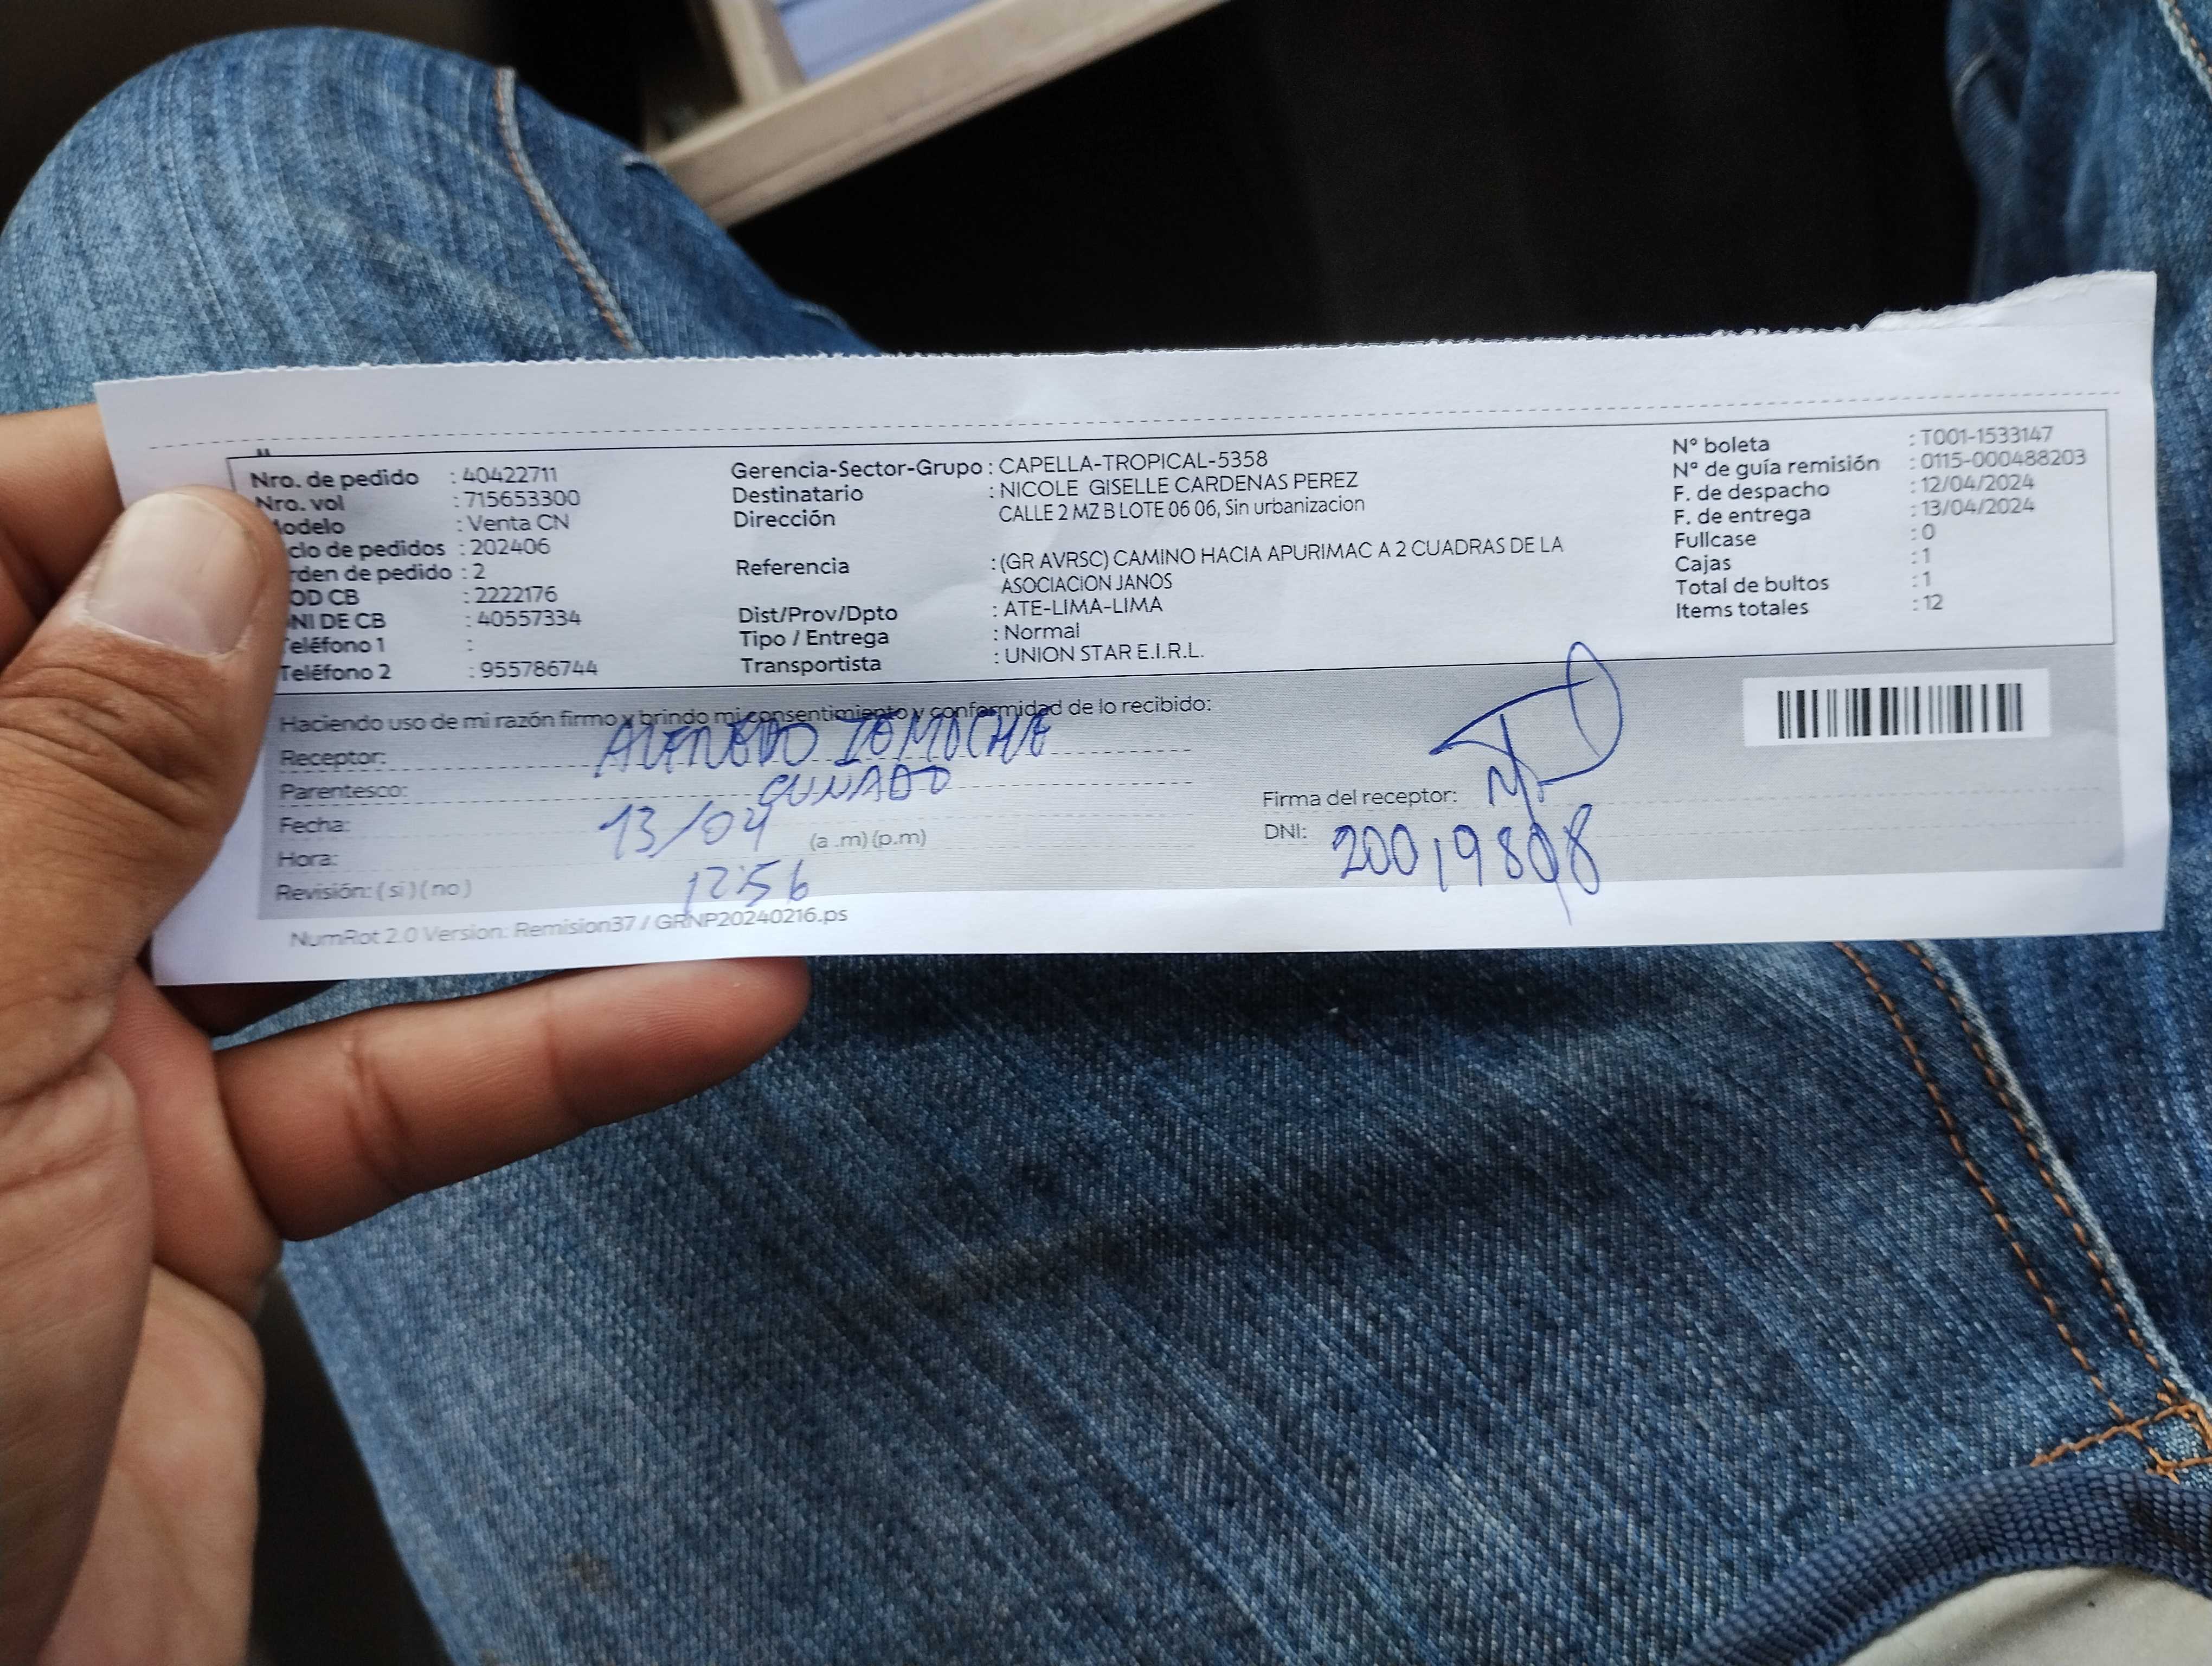 Nro. de pedido : 40422711
Nro. vol : 715653300
odelo : Venta CN
clo de pedidos : 202406
rden de pedido : 2
OD CB : 2222176
NI DE CB : 40557334
eléfono 1 :
Teléfono 2 : 955786744
Gerencia-Sector-Grupo : CAPELLA-TROPICAL-5358
Destinatario : NICOLE GISELLE CARDENAS PEREZ
Dirección CALLE 2 MZ B LOTE 06 06, Sin urbanizacion
Referencia : (GR AVRSC) CAMINO HACIA APURIMAC A 2 CUADRAS DE LA
ASOCIACION JANOS
Dist/Prov/Dpto : ATE-LIMA-LIMA
Tipo / Entrega : Normal
Transportista : UNION STAR E.I.R.L.
N° boleta : T001-1533147
N° de guía remisión : 0115-000488203
F. de despacho : 12/04/2024
F. de entrega : 13/04/2024
Fullcase : 0
Cajas : 1
Total de bultos : 1
Items totales : 12
Haciendo uso de mi razón firmo y brindo mi consentimiento y conformidad de lo recibido:
Receptor:
Parentesco: CUNADO
Fecha: 13/04
Hora: (a .m) (p.m) 12:56
Revisión: ( si ) ( no )
Firma del receptor:
DNI: 20019808
NumRot 2.0 Version: Remision37 / GRNP20240216.ps